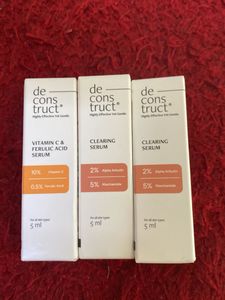 de
cons
truct®
Highly Effective Yet Gentle
VITAMIN C &
FERULIC ACID
SERUM
10% Vitamin C
0.5% Ferulic Acid
For all skin types
5 ml
de
cons
truct®
Highly Effective Yet Gentle
CLEARING
SERUM
2% Alpha Arbutin
5% Niacinamide
For all skin types
5 ml
de
cons
truct®
Highly Effective Yet Gentle
CLEARING
SERUM
2% Alpha Arbutin
5% Niacinamide
For all skin types
5 ml